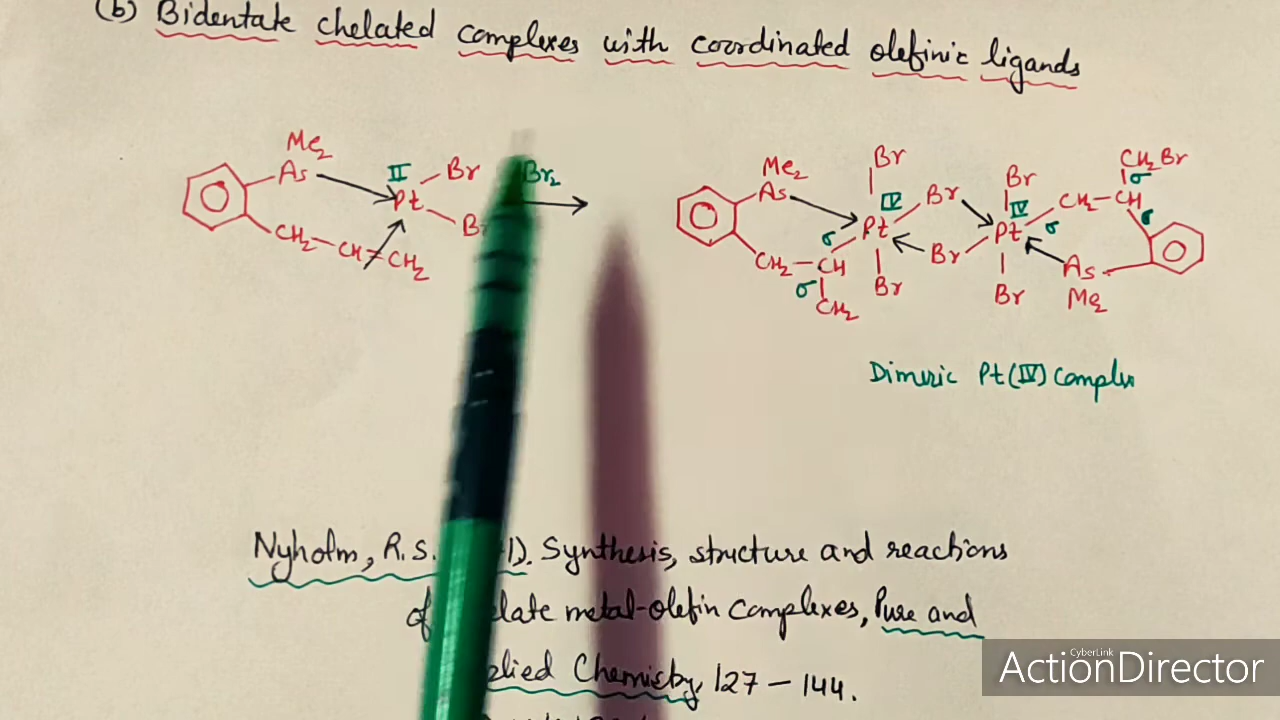 (b) Bidentate chelated complexes with coordinated olefinic ligands
Me2
As
II
Pt
Br
CH2-CH=CH2
Br2
Me2
As
Br
IV
Pt
Br
Br
Br
σ
CH2-CH
σ
CH2
Br
IV
Pt
Br
σ
CH2-CH
σ
CH2Br
σ
As
Me2
Dimeric Pt(IV) Complex
Nyholm, R.S. Synthesis, structure and reactions
of metal-olefin complexes, Pure and
Chemistry, 127-144.
CyberLink
ActionDirector